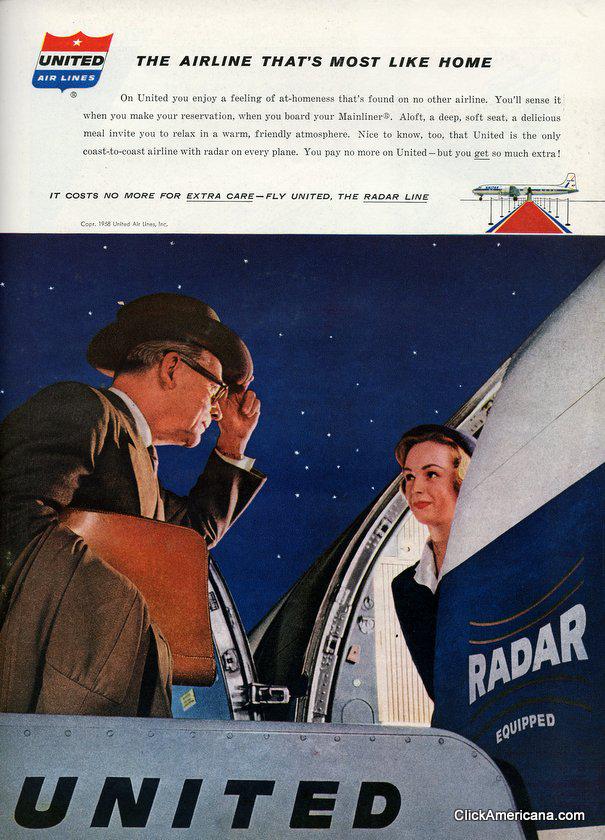 UNITED
AIR LINES
®
THE AIRLINE THAT'S MOST LIKE HOME
On United you enjoy a feeling of at-homeness that's found on no other airline. You'll sense it
when you make your reservation, when you board your Mainliner®. Aloft, a deep, soft seat, a delicious
meal invite you to relax in a warm, friendly atmosphere. Nice to know, too, that United is the only
coast-to-coast airline with radar on every plane. You pay no more on United—but you get so much extra!
IT COSTS NO MORE FOR EXTRA CARE—FLY UNITED, THE RADAR LINE
UNITED
Copr. 1958 United Air Lines, Inc.
RADAR
EQUIPPED
UNITED
ClickAmericana.com